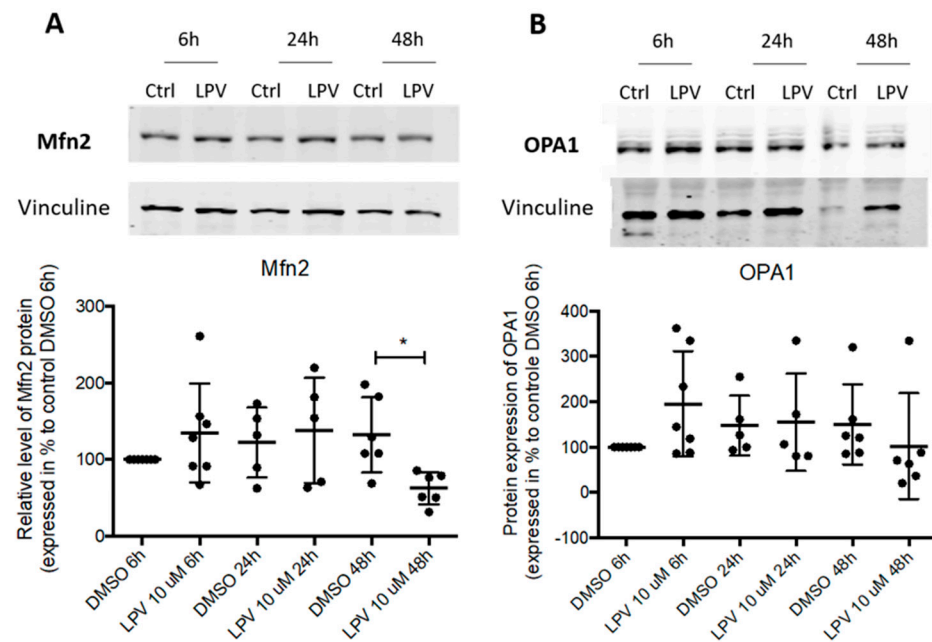 A
6h 24h 48h
Ctrl LPV Ctrl LPV Ctrl LPV
Mfn2
Vinculine
Mfn2
Relative level of Mfn2 protein
(expressed in % to control DMSO 6h)
300
200
100
0
*
DMSO 6h
LPV 10 uM 6h
DMSO 24h
LPV 10 uM 24h
DMSO 48h
LPV 10 uM 48h
B
6h 24h 48h
Ctrl LPV Ctrl LPV Ctrl LPV
OPA1
Vinculine
OPA1
Protein expression of OPA1
(expressed in % to controle DMSO 6h)
400
300
200
100
0
-100
DMSO 6h
LPV 10 uM 6h
DMSO 24h
LPV 10 uM 24h
DMSO 48h
LPV 10 uM 48h